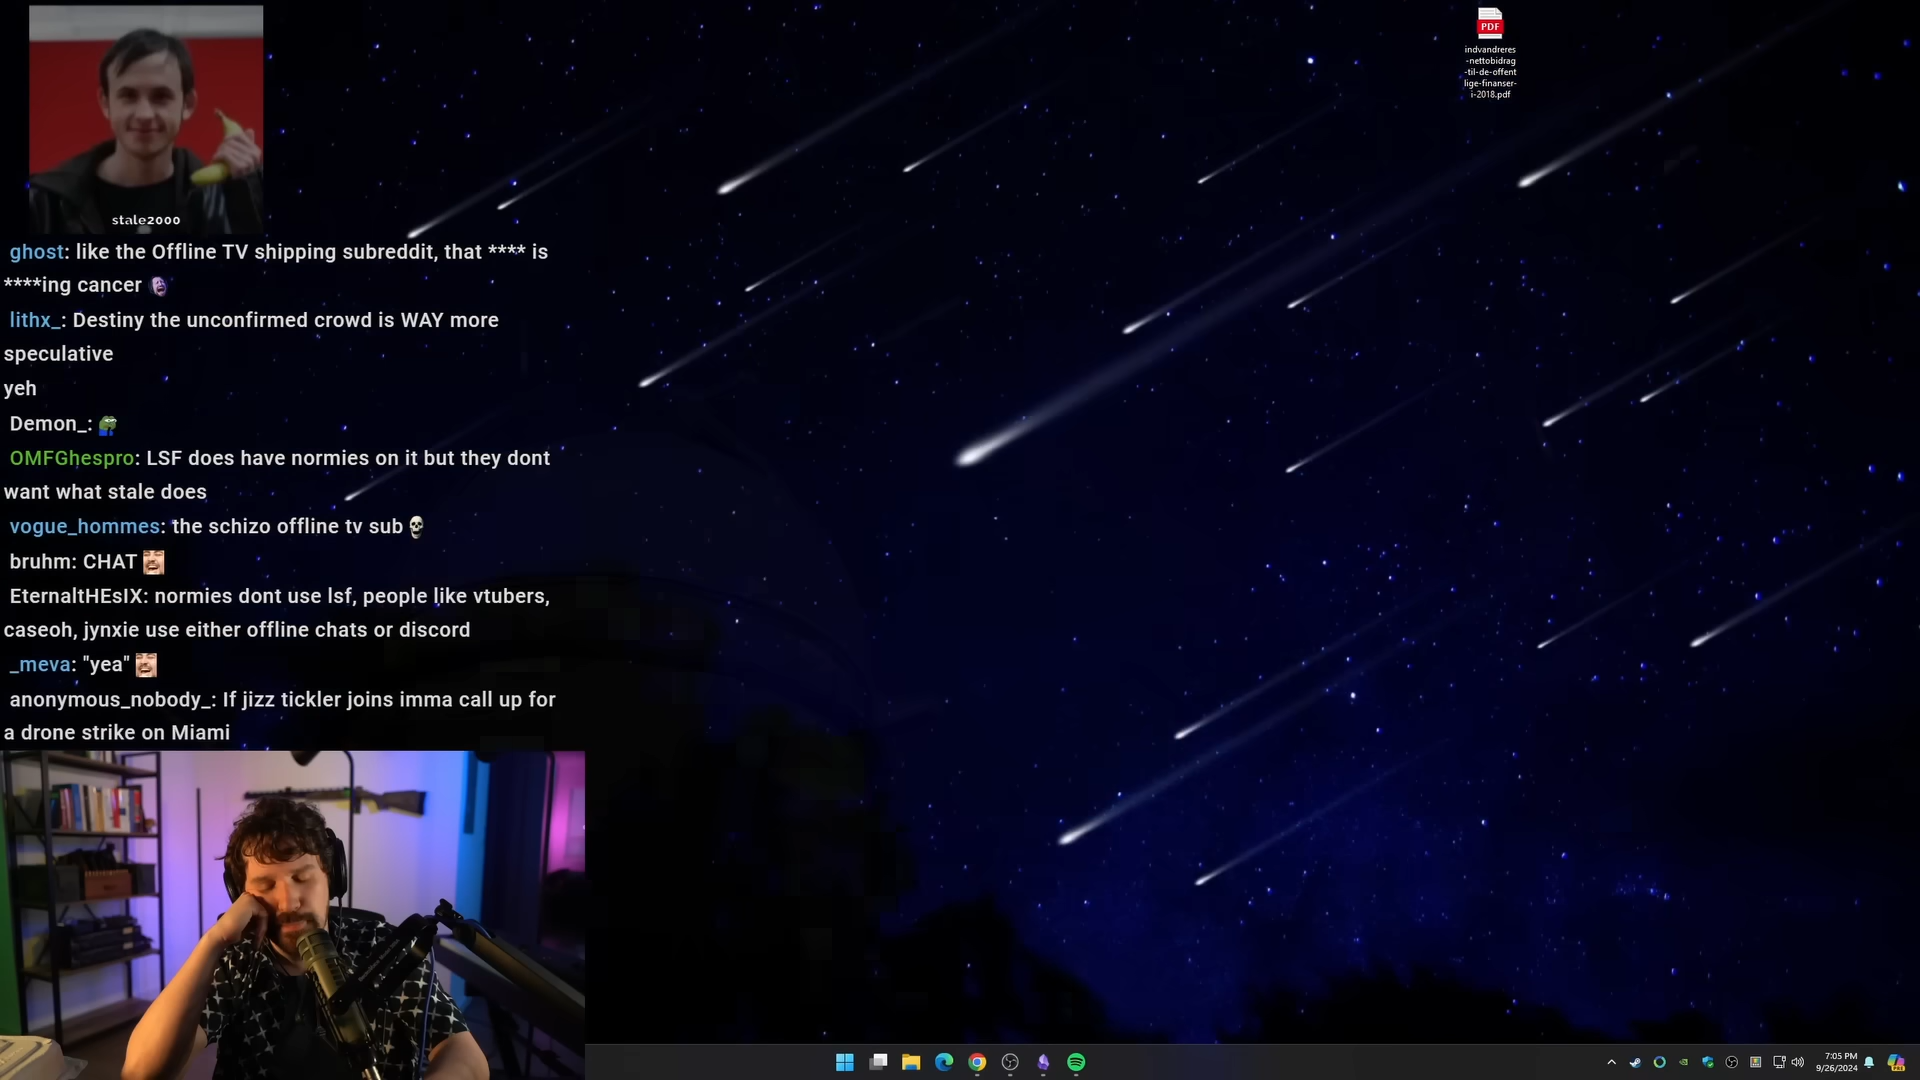 stale2000
ghost: like the Offline TV shipping subreddit, that **** is
****ing cancer
lithx_: Destiny the unconfirmed crowd is WAY more
speculative
yeh
Demon_:
OMFGhespro: LSF does have normies on it but they dont
want what stale does
vogue_hommes: the schizo offline tv sub
bruhm: CHAT
EternaltHEsIX: normies dont use lsf, people like vtubers,
caseoh, jynxie use either offline chats or discord
_meva: "yea"
anonymous_nobody_: If jizz tickler joins imma call up for
a drone strike on Miami
PDF
indvandreres
-nettobidrag
-til-de-offent
lige-finanser-
i-2018.pdf
7:05 PM
9/26/2024